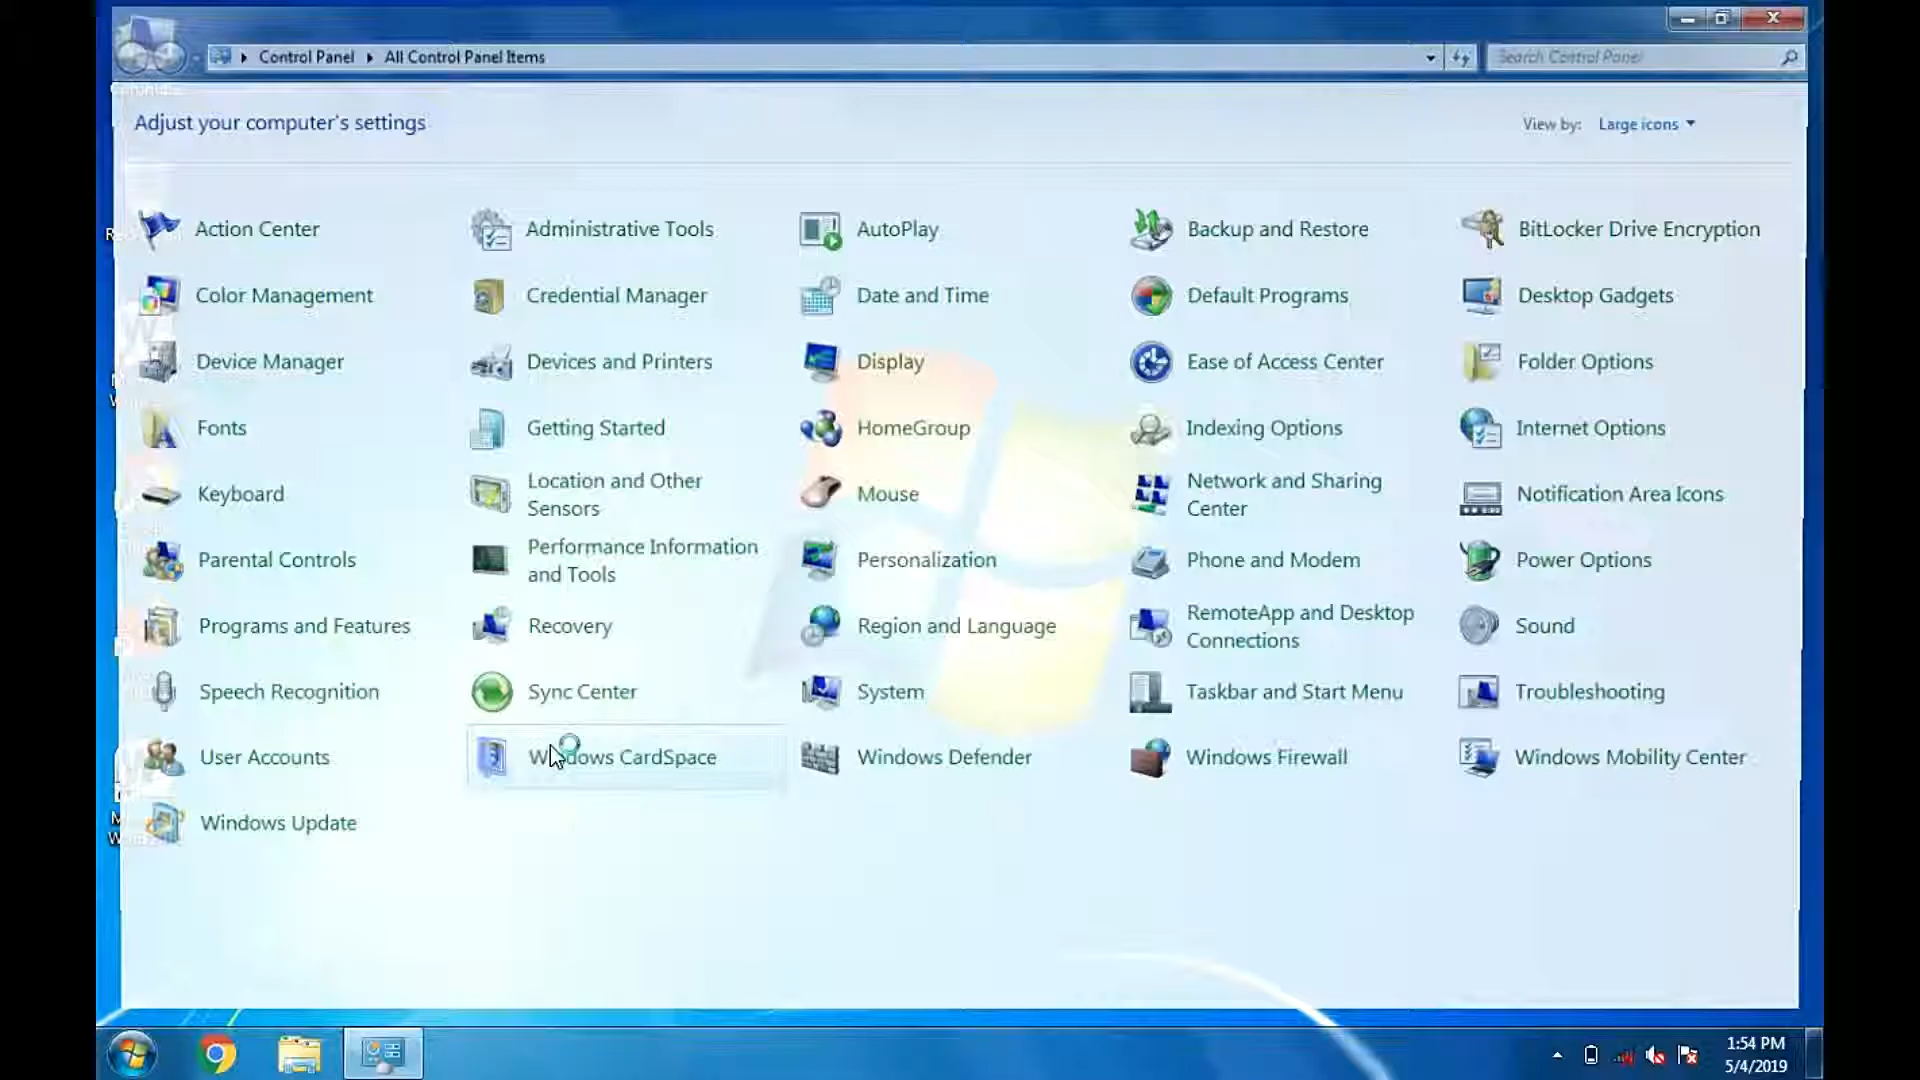 Control Panel
All Control Panel Items
Search Control Panel
Adjust your computer's settings
View by: Large icons
Action Center
Administrative Tools
AutoPlay
Backup and Restore
BitLocker Drive Encryption
Color Management
Credential Manager
Date and Time
Default Programs
Desktop Gadgets
Device Manager
Devices and Printers
Display
Ease of Access Center
Folder Options
Fonts
Getting Started
HomeGroup
Indexing Options
Internet Options
Keyboard
Location and Other
Sensors
Mouse
Network and Sharing
Center
Notification Area Icons
Parental Controls
Performance Information
and Tools
Personalization
Phone and Modem
Power Options
Programs and Features
Recovery
Region and Language
RemoteApp and Desktop
Connections
Sound
Speech Recognition
Sync Center
System
Taskbar and Start Menu
Troubleshooting
User Accounts
Windows CardSpace
Windows Defender
Windows Firewall
Windows Mobility Center
Windows Update
1:54 PM
5/4/2019